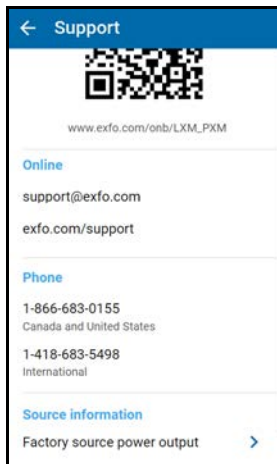 Support
www.exfo.com/onb/LXM_PXM
Online
support@exfo.com
exfo.com/support
Phone
1-866-683-0155
Canada and United States
1-418-683-5498
International
Source information
Factory source power output